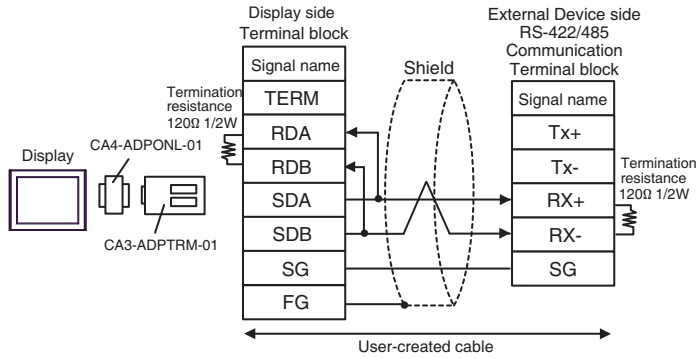 Display side
Terminal block
Signal name
TERM
RDA
RDB
SDA
SDB
SG
FG
Termination
resistance
120Ω 1/2W
Display
CA4-ADPONL-01
CA3-ADPTRM-01
Shield
External Device side
RS-422/485
Communication
Terminal block
Signal name
Tx+
Tx-
RX+
RX-
SG
Termination
resistance
120Ω 1/2W
User-created cable